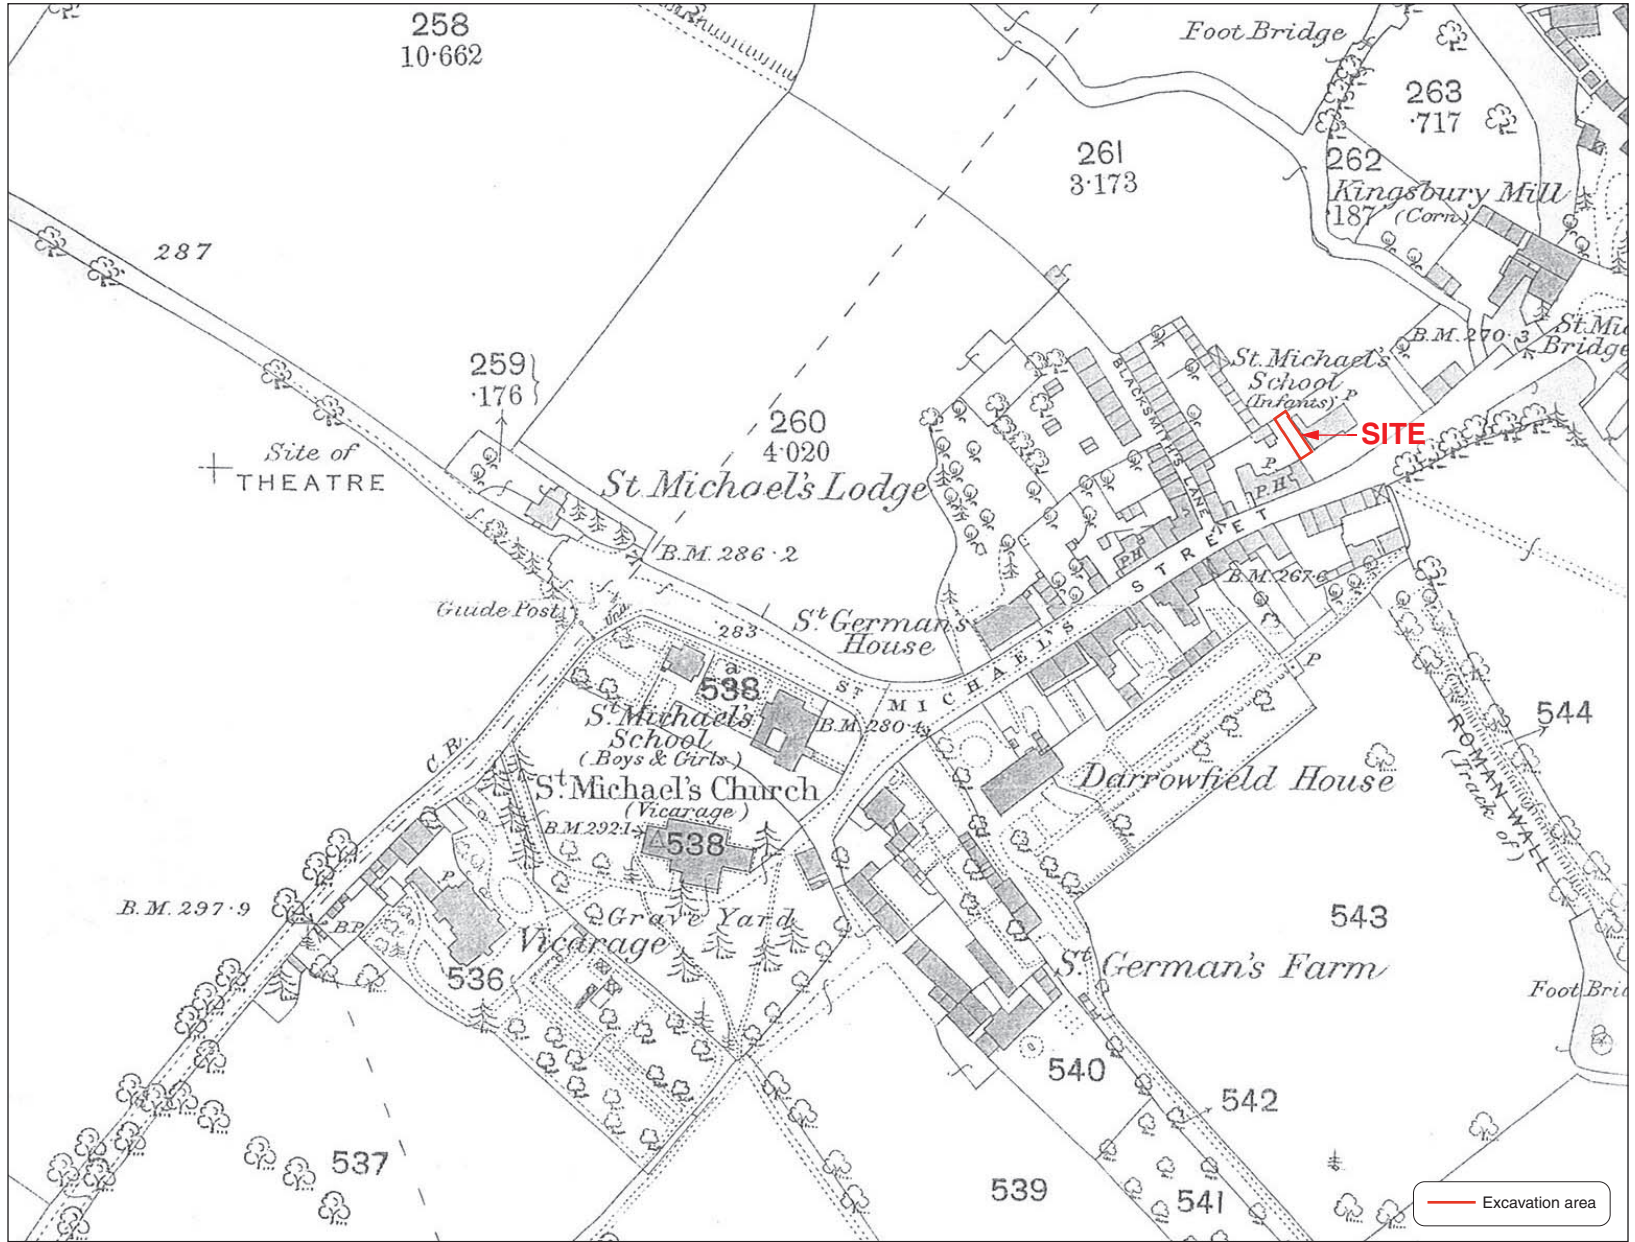 258
10·662
Foot Bridge
263
·717
261
3·173
262
·187
Kingsbury Mill
(Corn)
287
B.M. 270·3
St. Mic
Bridge
259
·176
St. Michael's
School
(Infants)
P
BLACKSMITH'S LANE
SITE
260
4·020
Site of
THEATRE
St. Michael's Lodge
P
P.H.
P.H.
B.M. 286·2
B.M. 267·6
Guide Post
283
St. German's
House
ST MICHAEL'S STREET
P
a
538
St. Michael's
School
(Boys & Girls)
B.M. 280·4
544
ROMAN WALL
(Track of)
C.R.
St. Michael's Church
(Vicarage)
Darrowfield House
B.M. 292·1
538
B.M. 297·9
B.P.
P
Grave Yard
Vicarage
543
536
St. German's Farm
Foot Brid
540
542
537
539
541
Excavation area